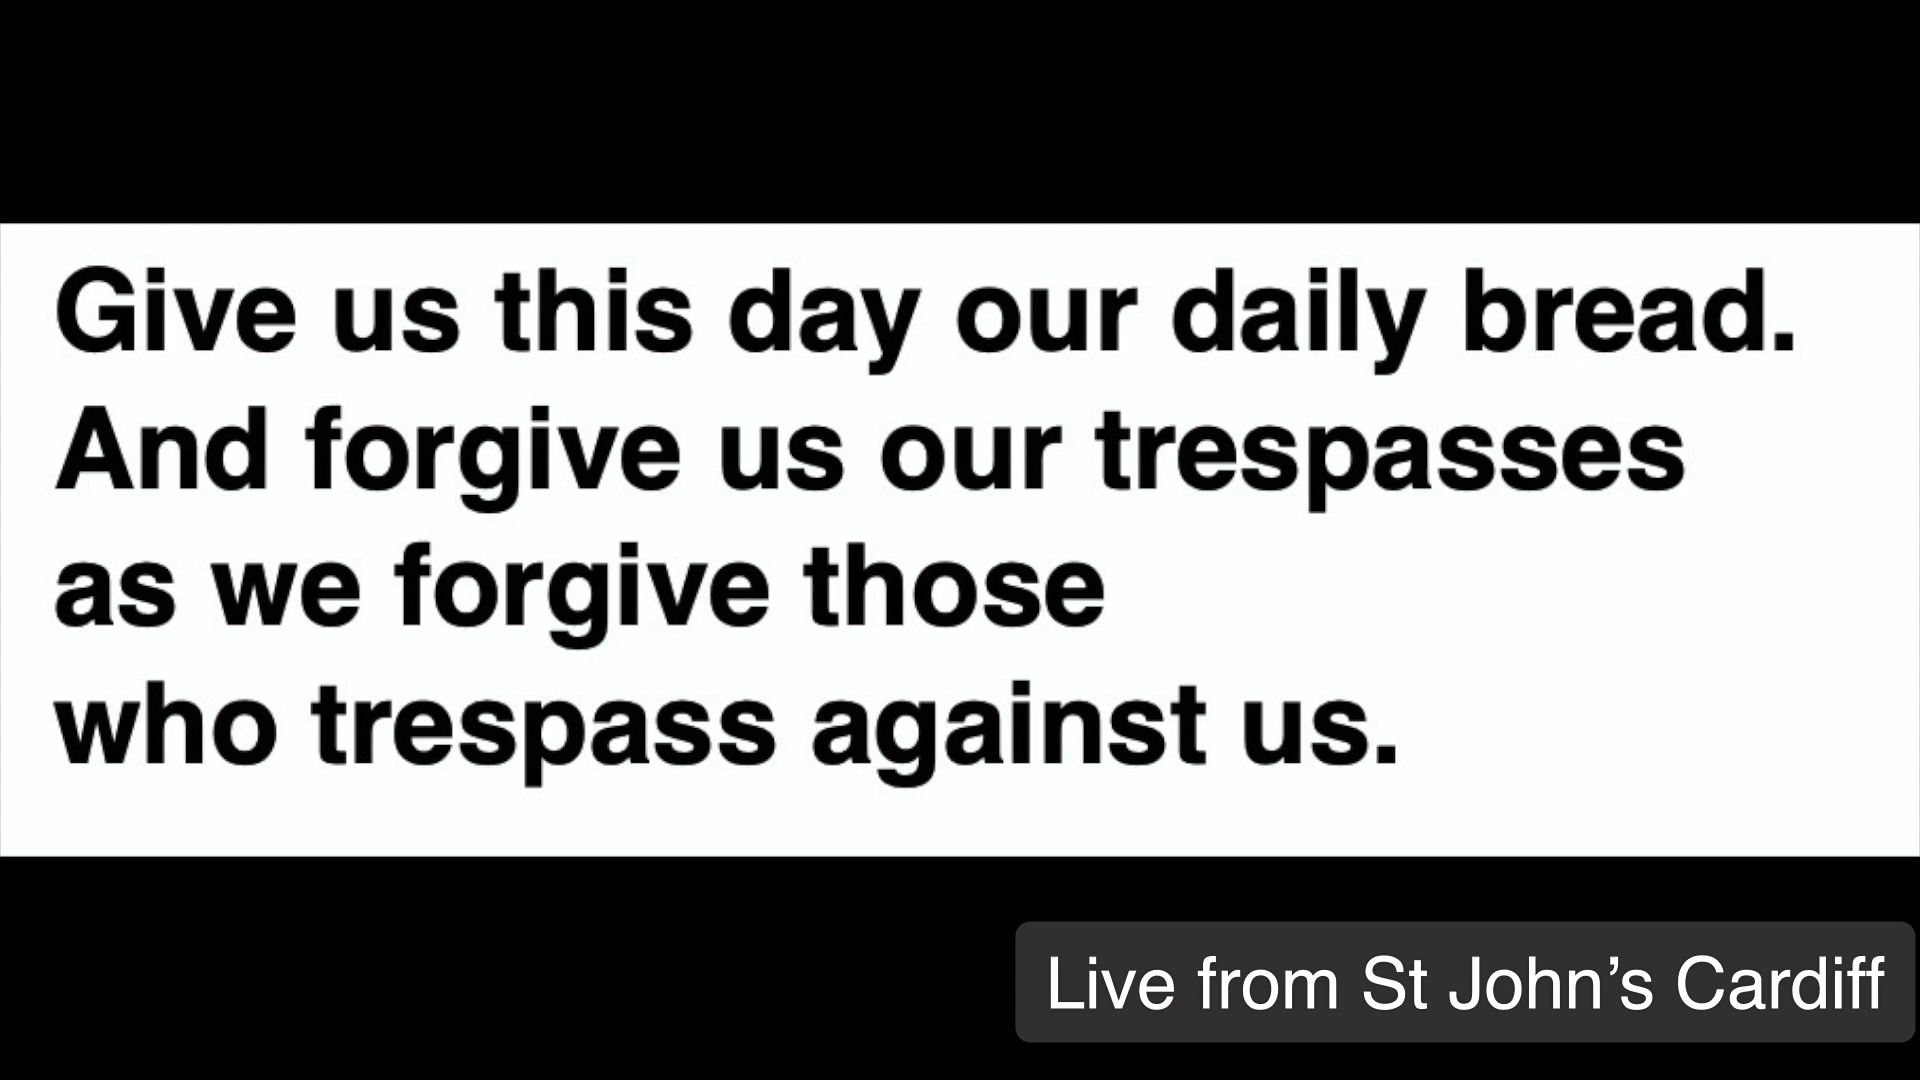 Give us this day our daily bread.
And forgive us our trespasses
as we forgive those
who trespass against us.
Live from St John’s Cardiff